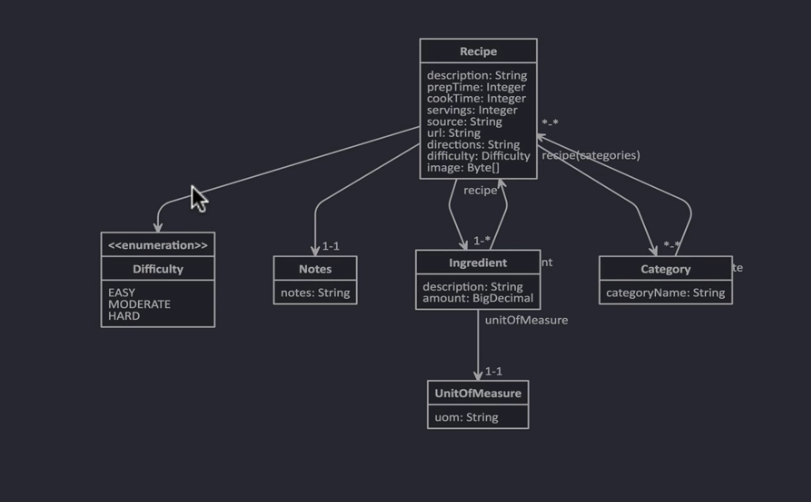 Recipe
description: String
prepTime: Integer
cookTime: Integer
servings: Integer
source: String
url: String
directions: String
difficulty: Difficulty
image: Byte[]
*-*
recipe(categories)
recipe
<<enumeration>>
Difficulty
EASY
MODERATE
HARD
1-1
Notes
notes: String
1-*
Ingredient
nt
description: String
amount: BigDecimal
*-*
Category
te
categoryName: String
unitOfMeasure
1-1
UnitOfMeasure
uom: String